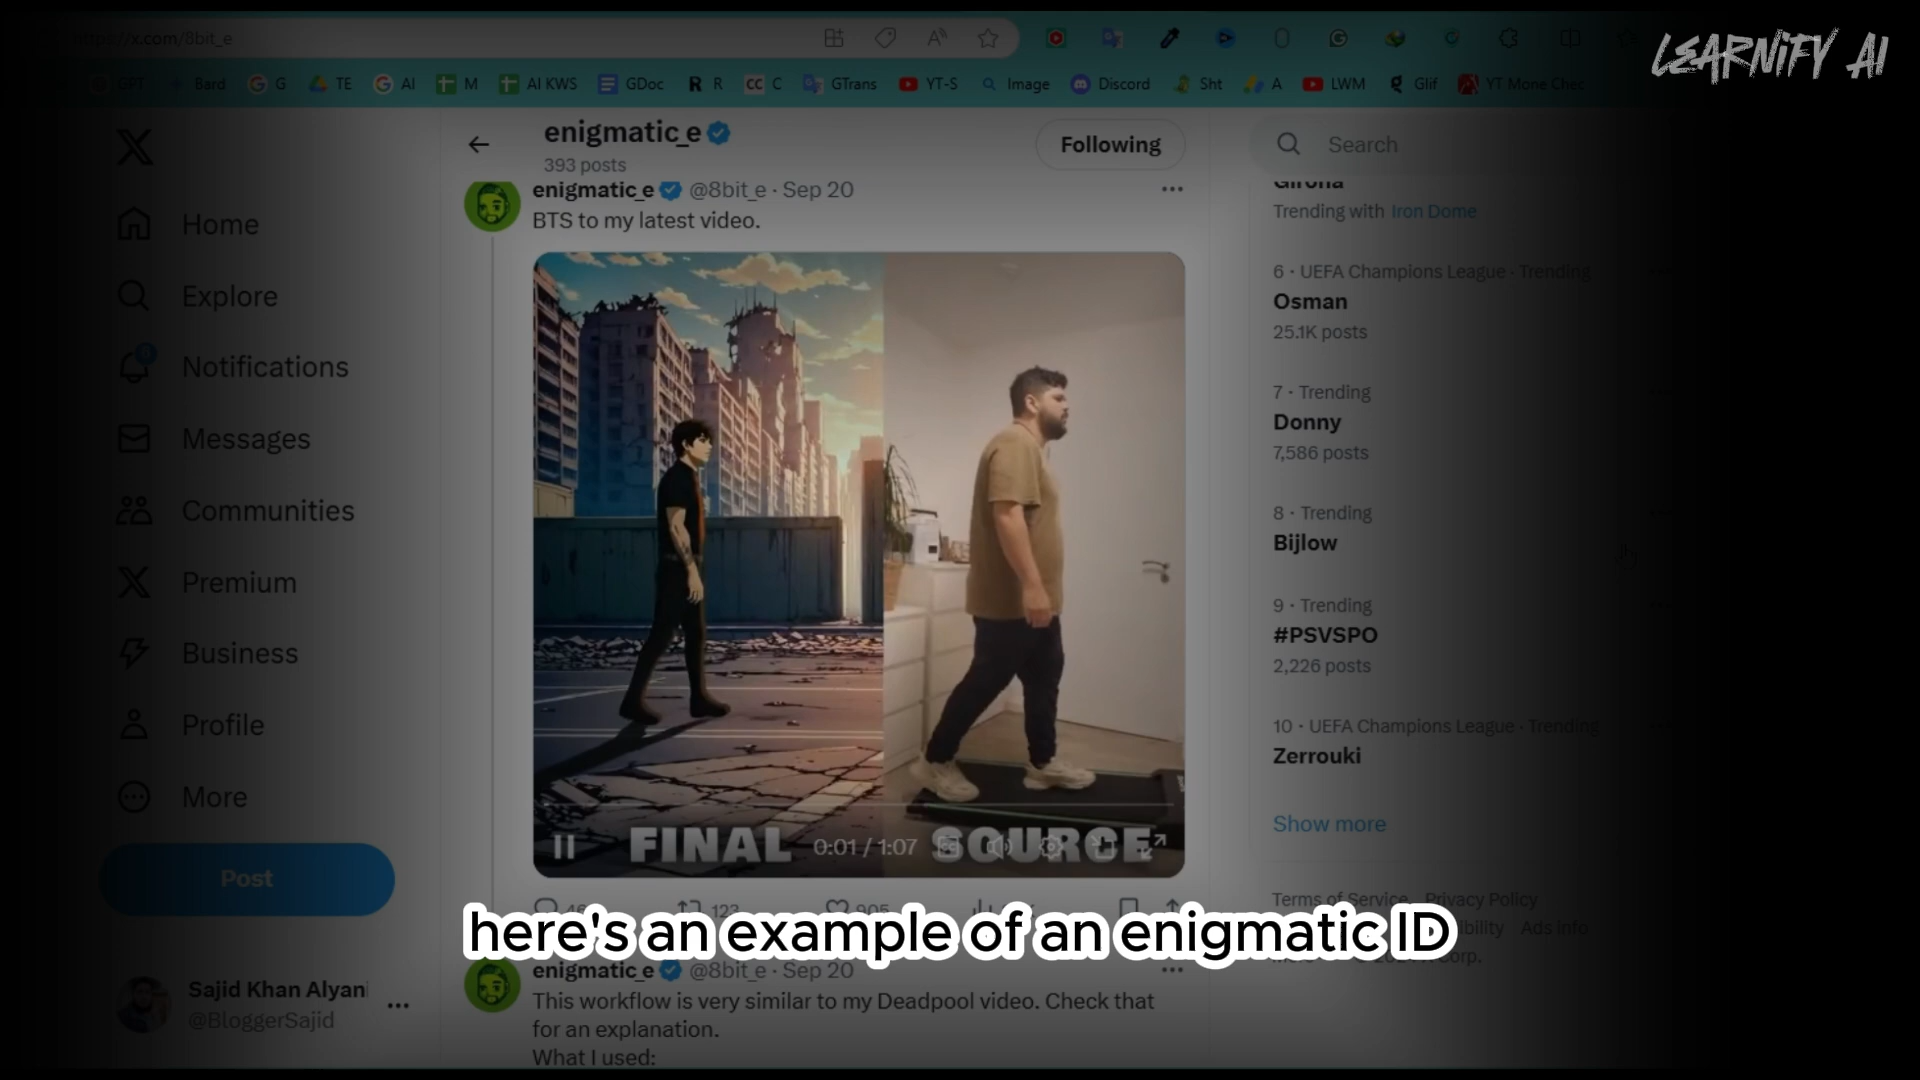 LEARNIFY AI
x.com/8bit_e
GPT Bard G TE AI M AI KWS GDoc R C GTrans YT-S Image Discord Sht A LWM Glif YT Mone Chec
enigmatic_e
393 posts
Following
Search
Home
Explore
Notifications
Messages
Communities
Premium
Business
Profile
More
Post
Sajid Khan Alyani
@BloggerSajid
enigmatic_e @8bit_e · Sep 20
BTS to my latest video.
FINAL
0:01 / 1:07
SOURCE
123
905
here's an example of an enigmatic ID
enigmatic_e @8bit_e · Sep 20
This workflow is very similar to my Deadpool video. Check that
for an explanation.
What I used:
Girona
Trending with Iron Dome
6 · UEFA Champions League · Trending
Osman
25.1K posts
7 · Trending
Donny
7,586 posts
8 · Trending
Bijlow
9 · Trending
#PSVSPO
2,226 posts
10 · UEFA Champions League · Trending
Zerrouki
Show more
Terms of Service Privacy Policy
Ads info
Corp.